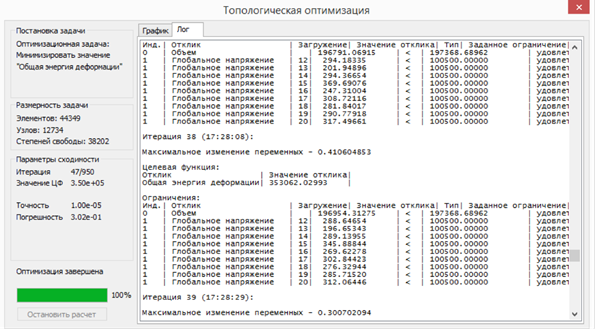 Топологическая оптимизация
Постановка задачи
Оптимизационная задача:
Минимизировать значение
"Общая энергия деформации"
Размерность задачи
Элементов: 44349
Узлов: 12734
Степеней свободы: 38202
Параметры сходимости
Итерация 47/950
Значение ЦФ 3.50e+05
Точность 1.00e-05
Погрешность 3.02e-01
Оптимизация завершена
100%
Остановить расчет
График Лог
Инд.| Отклик | Загружение| Значение отклика| Тип| Заданное ограничение|
0 | Объем | 196791.06915 | < | 197368.68962 | удовлет
1 | Глобальное напряжение | 12| 294.18335 | < | 100500.00000 | удовлет
1 | Глобальное напряжение | 13| 201.94896 | < | 100500.00000 | удовлет
1 | Глобальное напряжение | 14| 294.36654 | < | 100500.00000 | удовлет
1 | Глобальное напряжение | 15| 369.69076 | < | 100500.00000 | удовлет
1 | Глобальное напряжение | 16| 247.31004 | < | 100500.00000 | удовлет
1 | Глобальное напряжение | 17| 308.72116 | < | 100500.00000 | удовлет
1 | Глобальное напряжение | 18| 281.84017 | < | 100500.00000 | удовлет
1 | Глобальное напряжение | 19| 290.77918 | < | 100500.00000 | удовлет
1 | Глобальное напряжение | 20| 317.49661 | < | 100500.00000 | удовлет
Итерация 38 (17:28:08):
Максимальное изменение переменных - 0.410604853
Целевая функция:
Отклик | Значение отклика|
Общая энергия деформации| 353062.02993 |
Ограничения:
Инд.| Отклик | Загружение| Значение отклика| Тип| Заданное ограничение|
0 | Объем | 196954.31275 | < | 197368.68962 | удовлет
1 | Глобальное напряжение | 12| 288.64654 | < | 100500.00000 | удовлет
1 | Глобальное напряжение | 13| 196.65343 | < | 100500.00000 | удовлет
1 | Глобальное напряжение | 14| 289.13955 | < | 100500.00000 | удовлет
1 | Глобальное напряжение | 15| 345.88844 | < | 100500.00000 | удовлет
1 | Глобальное напряжение | 16| 269.62278 | < | 100500.00000 | удовлет
1 | Глобальное напряжение | 17| 302.84423 | < | 100500.00000 | удовлет
1 | Глобальное напряжение | 18| 276.32944 | < | 100500.00000 | удовлет
1 | Глобальное напряжение | 19| 285.71520 | < | 100500.00000 | удовлет
1 | Глобальное напряжение | 20| 312.06446 | < | 100500.00000 | удовлет
Итерация 39 (17:28:29):
Максимальное изменение переменных - 0.300702094